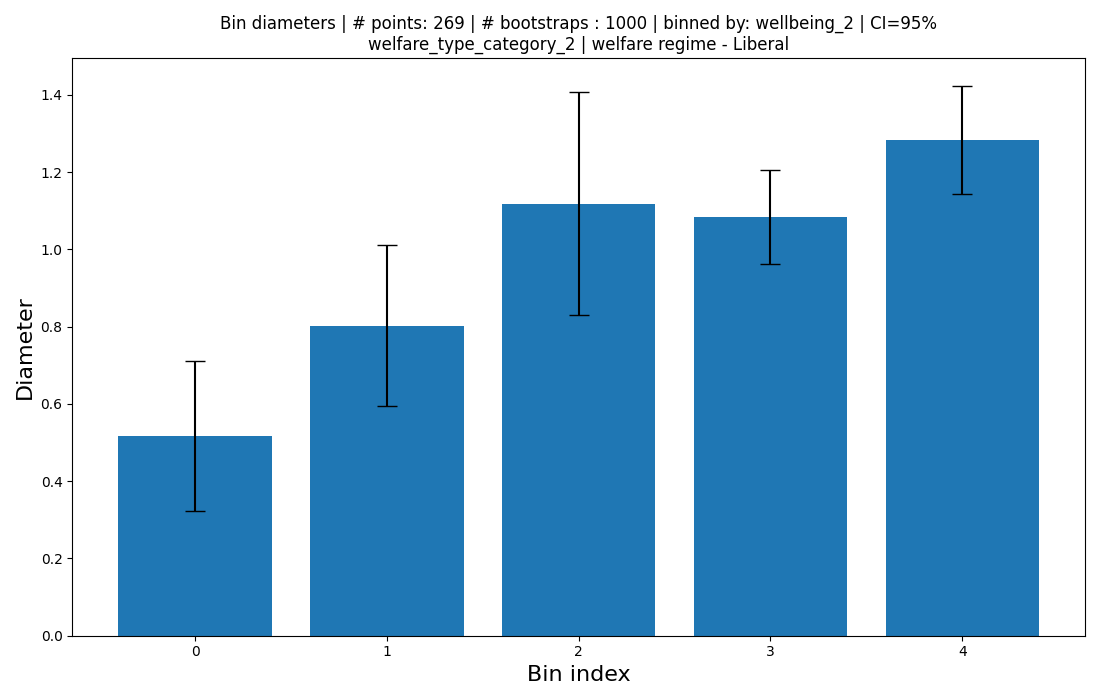 Bin diameters | # points: 269 | # bootstraps : 1000 | binned by: wellbeing_2 | CI=95%
welfare_type_category_2 | welfare regime - Liberal
1.4
1.2
1.0
0.8
0.6
0.4
0.2
0.0
Diameter
0 1 2 3 4
Bin index